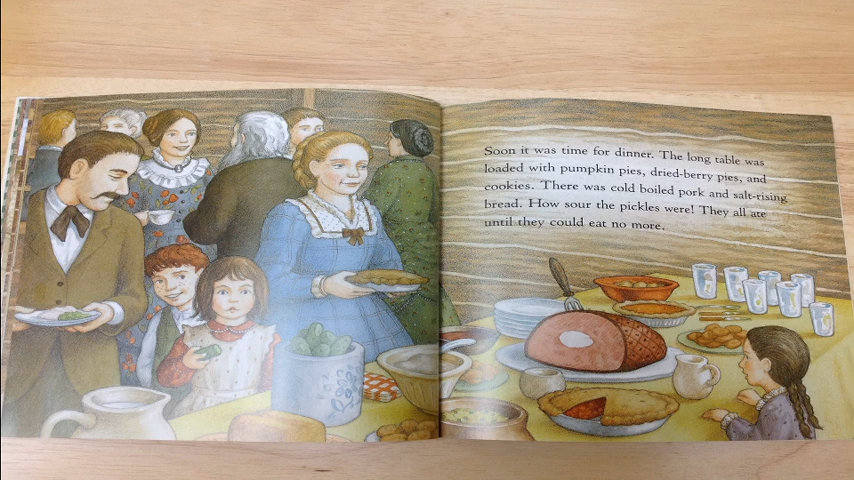 Soon it was time for dinner. The long table was
loaded with pumpkin pies, dried-berry pies, and
cookies. There was cold boiled pork and salt-rising
bread. How sour the pickles were! They all ate
until they could eat no more.